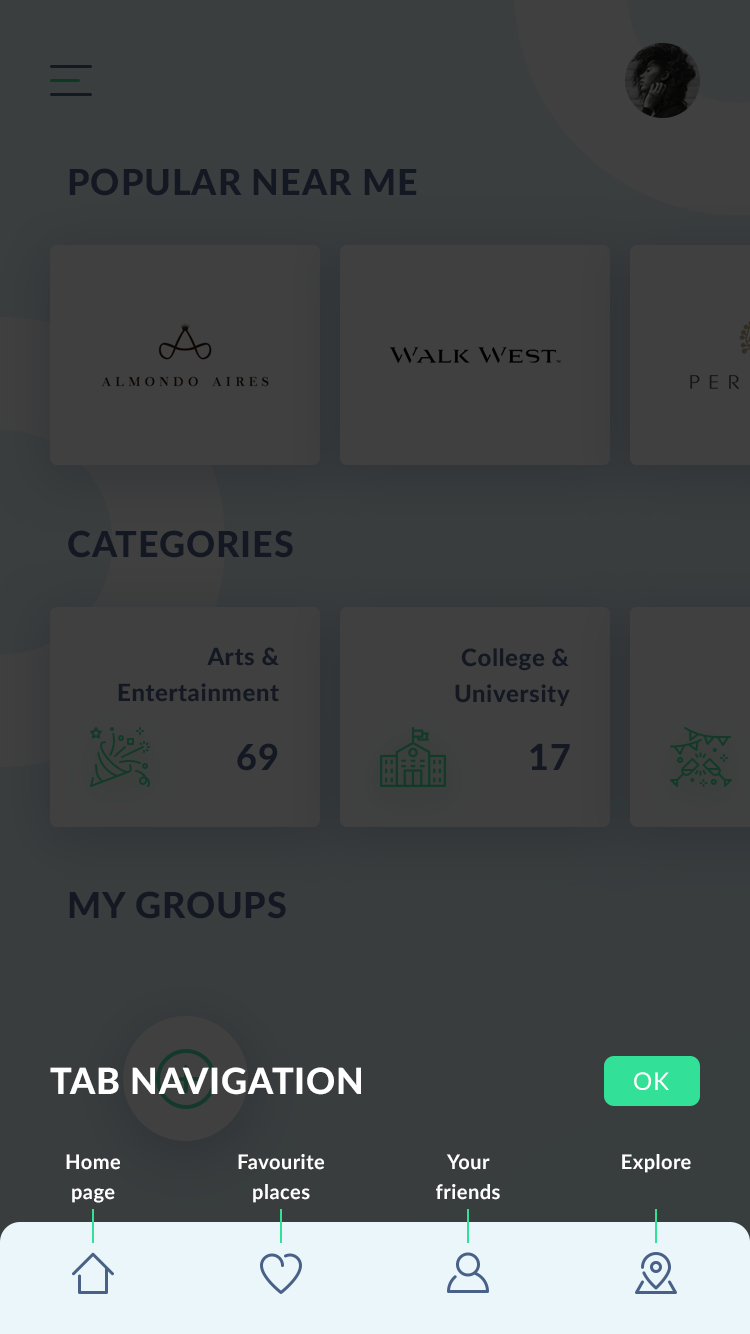 POPULAR NEAR ME
ALMONDO AIRES
WALK WEST
PER
CATEGORIES
Arts &
Entertainment
69
College &
University
17
MY GROUPS
TAB NAVIGATION
OK
Home
page
Favourite
places
Your
friends
Explore